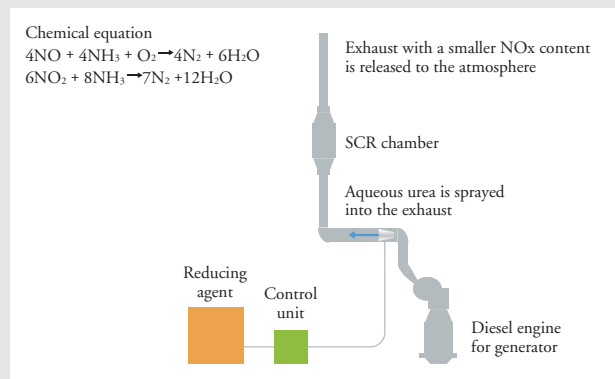 Chemical equation
4NO + 4NH₃ + O₂→4N₂ + 6H₂O
6NO₂ + 8NH₃→7N₂ +12H₂O
Exhaust with a smaller NOx content
is released to the atmosphere
SCR chamber
Aqueous urea is sprayed
into the exhaust
Reducing
agent
Control
unit
Diesel engine
for generator